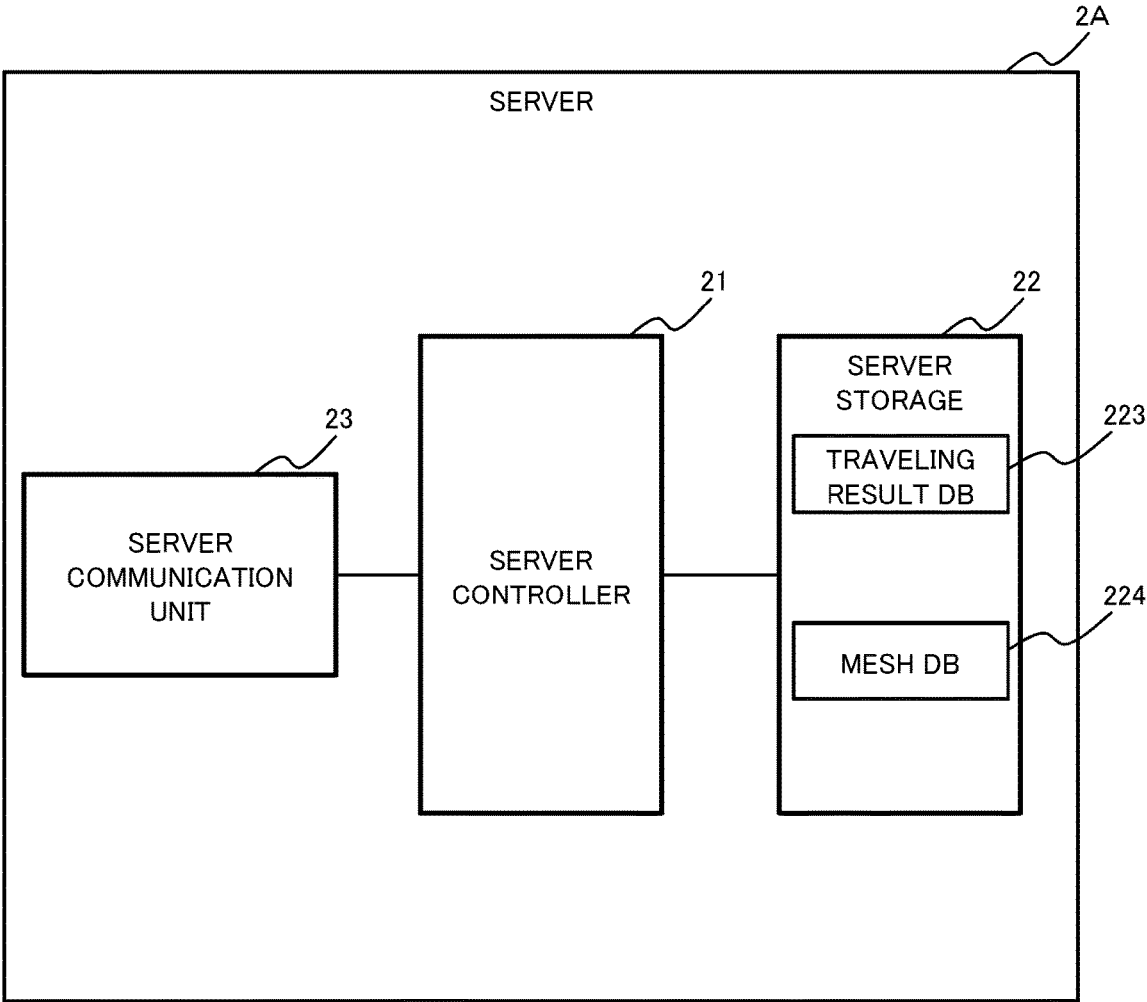 2A
SERVER
21
22
SERVER
STORAGE
23
223
TRAVELING
RESULT DB
SERVER
COMMUNICATION
UNIT
SERVER
CONTROLLER
224
MESH DB